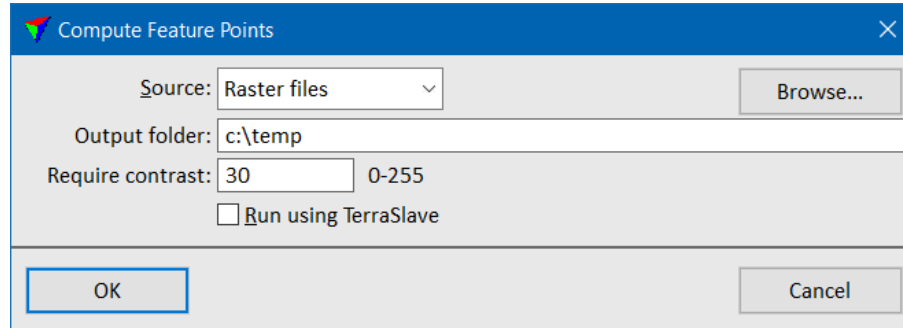 Compute Feature Points
Source: Raster files
Browse...
Output folder: c:\temp
Require contrast: 30 0-255
Run using TerraSlave
OK Cancel